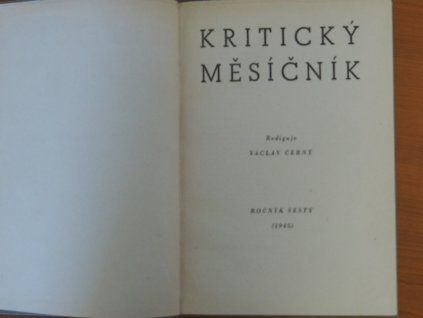 KRITICKÝ
MĚSÍČNÍK
Rediguje
VÁCLAV ČERNÝ
ROČNÍK ŠESTÝ
(1945)